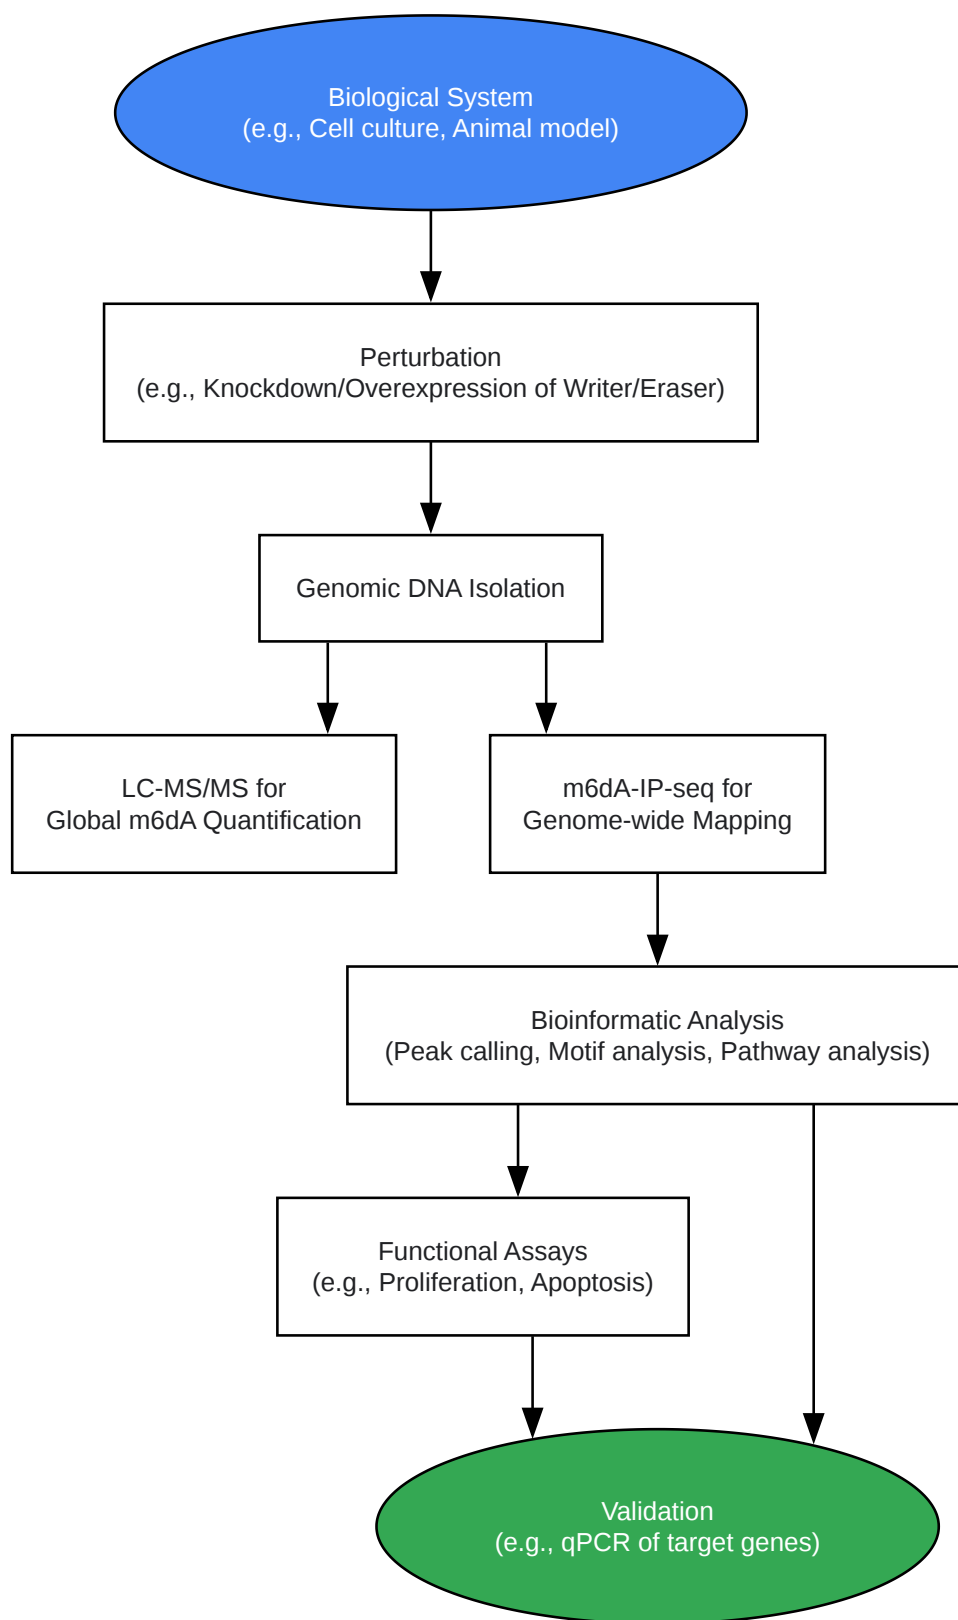 Biological System
(e.g., Cell culture, Animal model)
Perturbation
(e.g., Knockdown/Overexpression of Writer/Eraser)
Genomic DNA Isolation
LC-MS/MS for
Global m6dA Quantification
m6dA-IP-seq for
Genome-wide Mapping
Bioinformatic Analysis
(Peak calling, Motif analysis, Pathway analysis)
Functional Assays
(e.g., Proliferation, Apoptosis)
Validation
(e.g., qPCR of target genes)